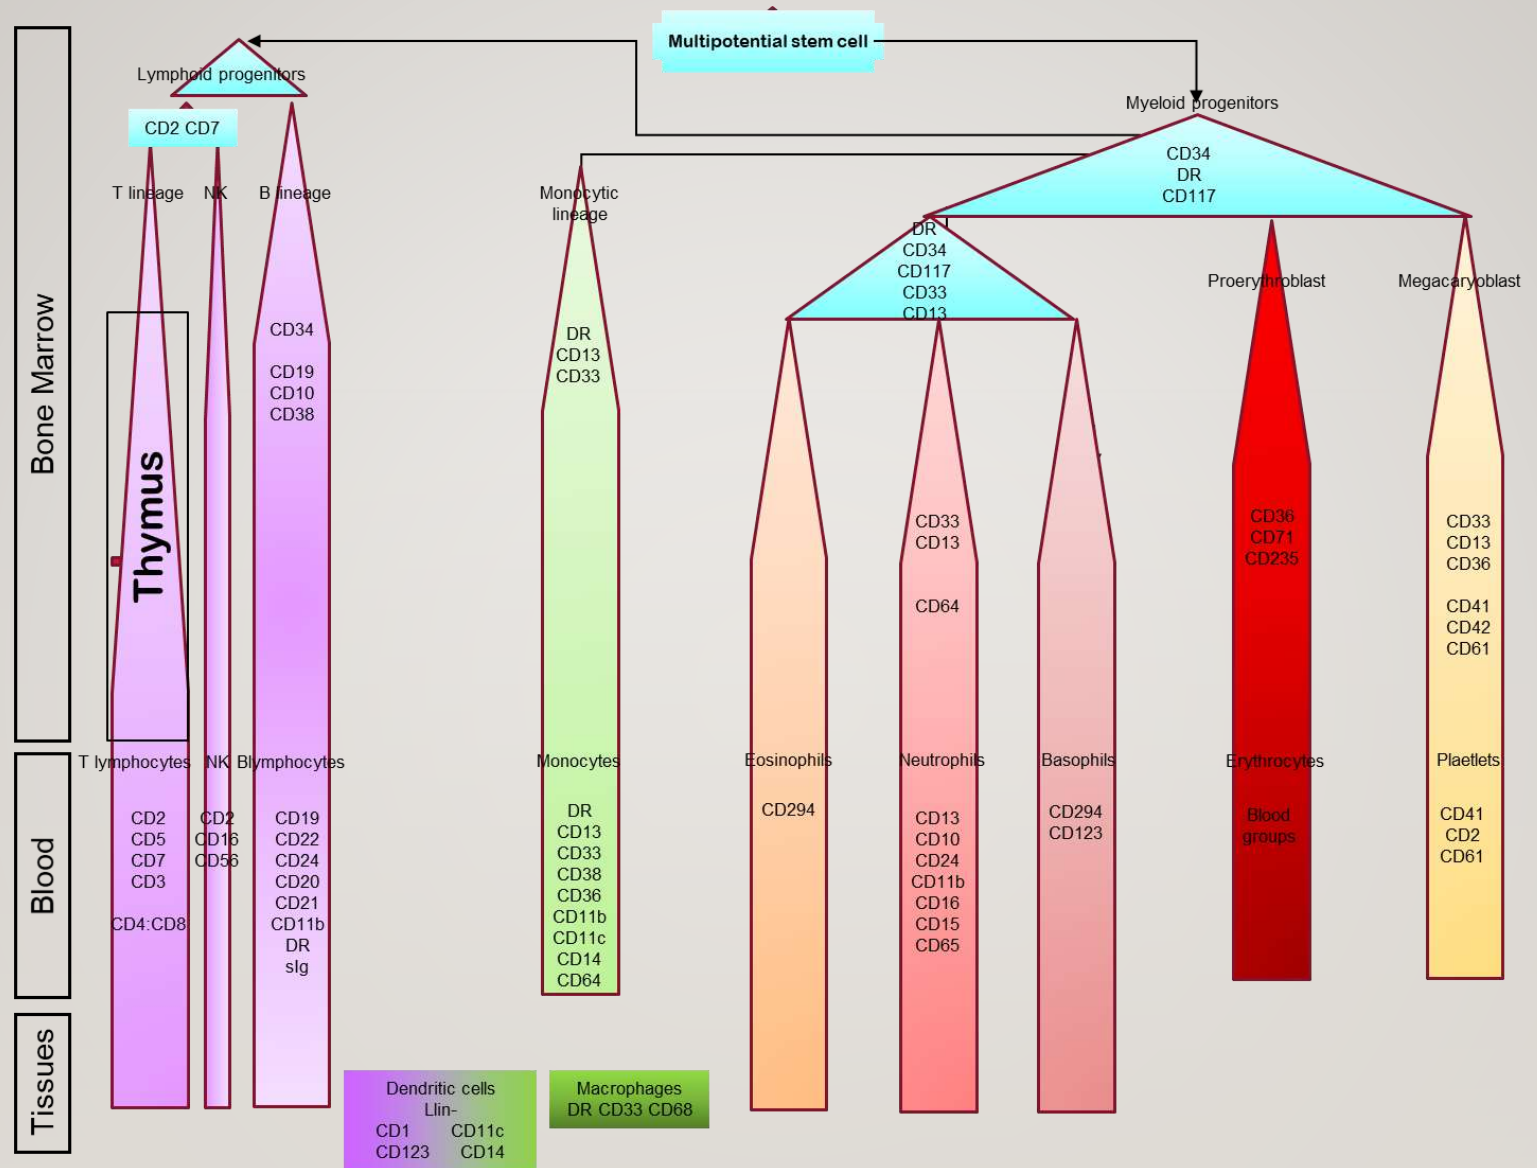 Multipotential stem cell
Lymphoid progenitors
CD2 CD7
T lineage
NK
B lineage
Myeloid progenitors
CD34
DR
CD117
Monocytic
lineage
DR
CD34
CD117
CD33
CD13
Proerythroblast
Megacaryoblast
Bone Marrow
Thymus
CD34
CD19
CD10
CD38
DR
CD13
CD33
CD33
CD13
CD64
CD36
CD71
CD235
CD33
CD13
CD36
CD41
CD42
CD61
Blood
T lymphocytes
CD2
CD5
CD7
CD3
CD4:CD8
NK
CD2
CD16
CD56
Blymphocytes
CD19
CD22
CD24
CD20
CD21
CD11b
DR
sIg
Monocytes
DR
CD13
CD33
CD38
CD36
CD11b
CD11c
CD14
CD64
Eosinophils
CD294
Neutrophils
CD13
CD10
CD24
CD11b
CD16
CD15
CD65
Basophils
CD294
CD123
Erythrocytes
Blood
groups
Plaetlets
CD41
CD2
CD61
Tissues
Dendritic cells
Llin-
CD1 CD11c
CD123 CD14
Macrophages
DR CD33 CD68